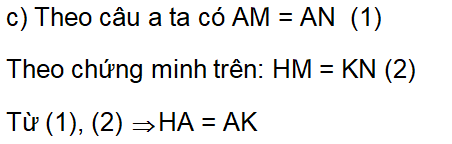 c) Theo câu a ta có AM = AN (1)
Theo chứng minh trên: HM = KN (2)
Từ (1), (2) ⇒HA = AK